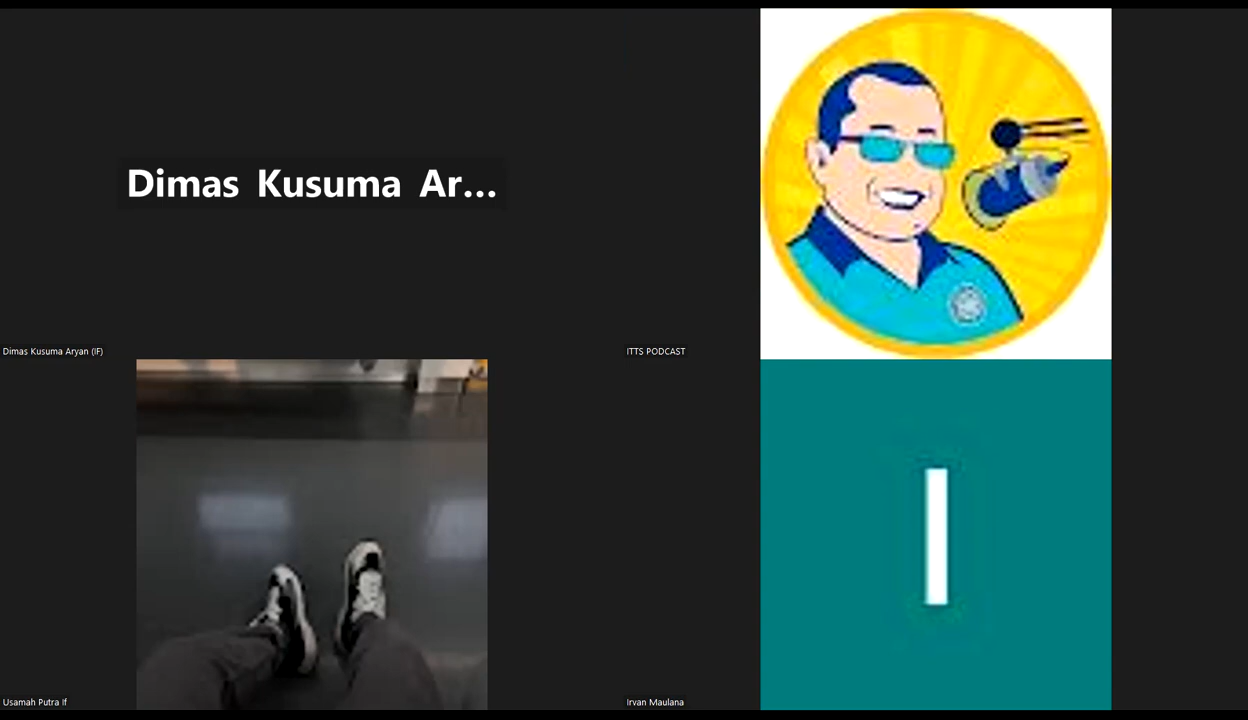 Dimas Kusuma Ar...
Dimas Kusuma Aryan (IF)
ITTS PODCAST
I
Usamah Putra If
Irvan Maulana